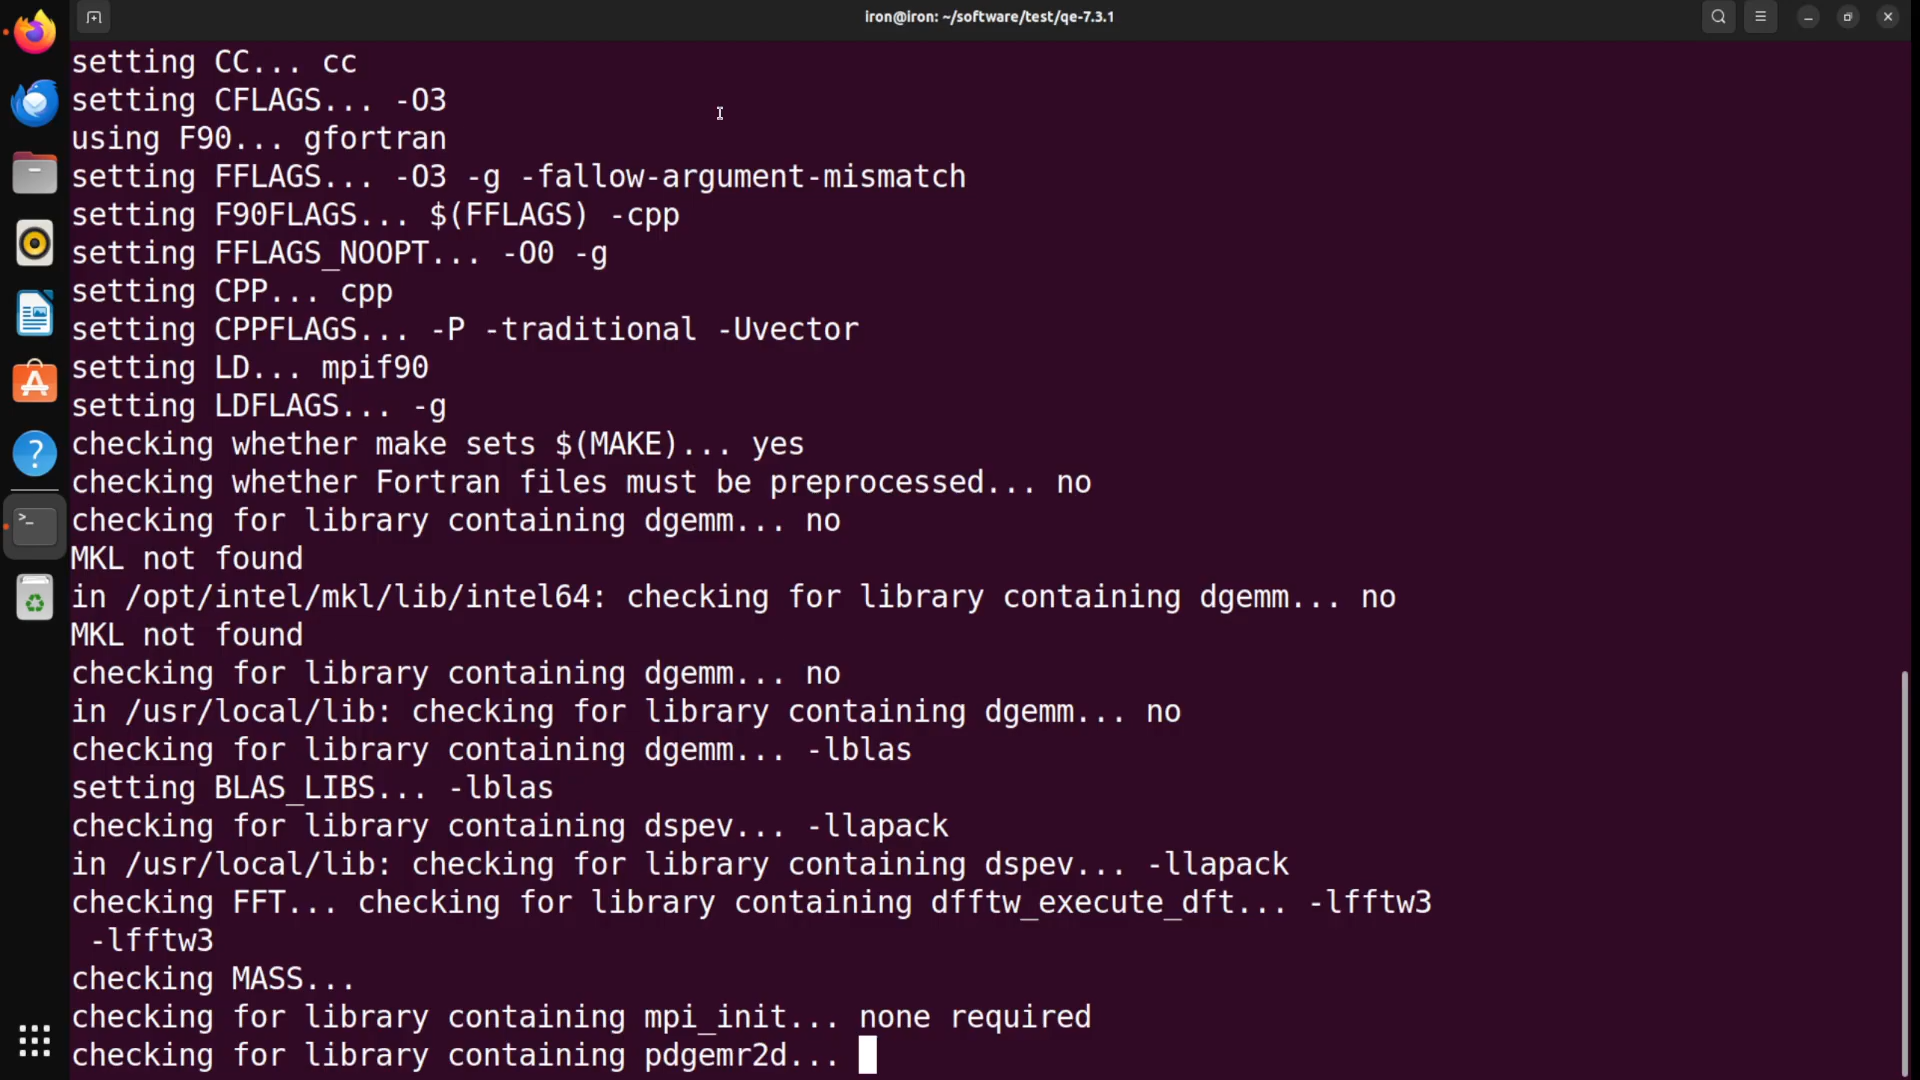 iron@iron: ~/software/test/qe-7.3.1
setting CC... cc
setting CFLAGS... -O3
using F90... gfortran
setting FFLAGS... -O3 -g -fallow-argument-mismatch
setting F90FLAGS... $(FFLAGS) -cpp
setting FFLAGS_NOOPT... -O0 -g
setting CPP... cpp
setting CPPFLAGS... -P -traditional -Uvector
setting LD... mpif90
setting LDFLAGS... -g
checking whether make sets $(MAKE)... yes
checking whether Fortran files must be preprocessed... no
checking for library containing dgemm... no
MKL not found
in /opt/intel/mkl/lib/intel64: checking for library containing dgemm... no
MKL not found
checking for library containing dgemm... no
in /usr/local/lib: checking for library containing dgemm... no
checking for library containing dgemm... -lblas
setting BLAS_LIBS... -lblas
checking for library containing dspev... -llapack
in /usr/local/lib: checking for library containing dspev... -llapack
checking FFT... checking for library containing dfftw_execute_dft... -lfftw3
 -lfftw3
checking MASS...
checking for library containing mpi_init... none required
checking for library containing pdgemr2d...